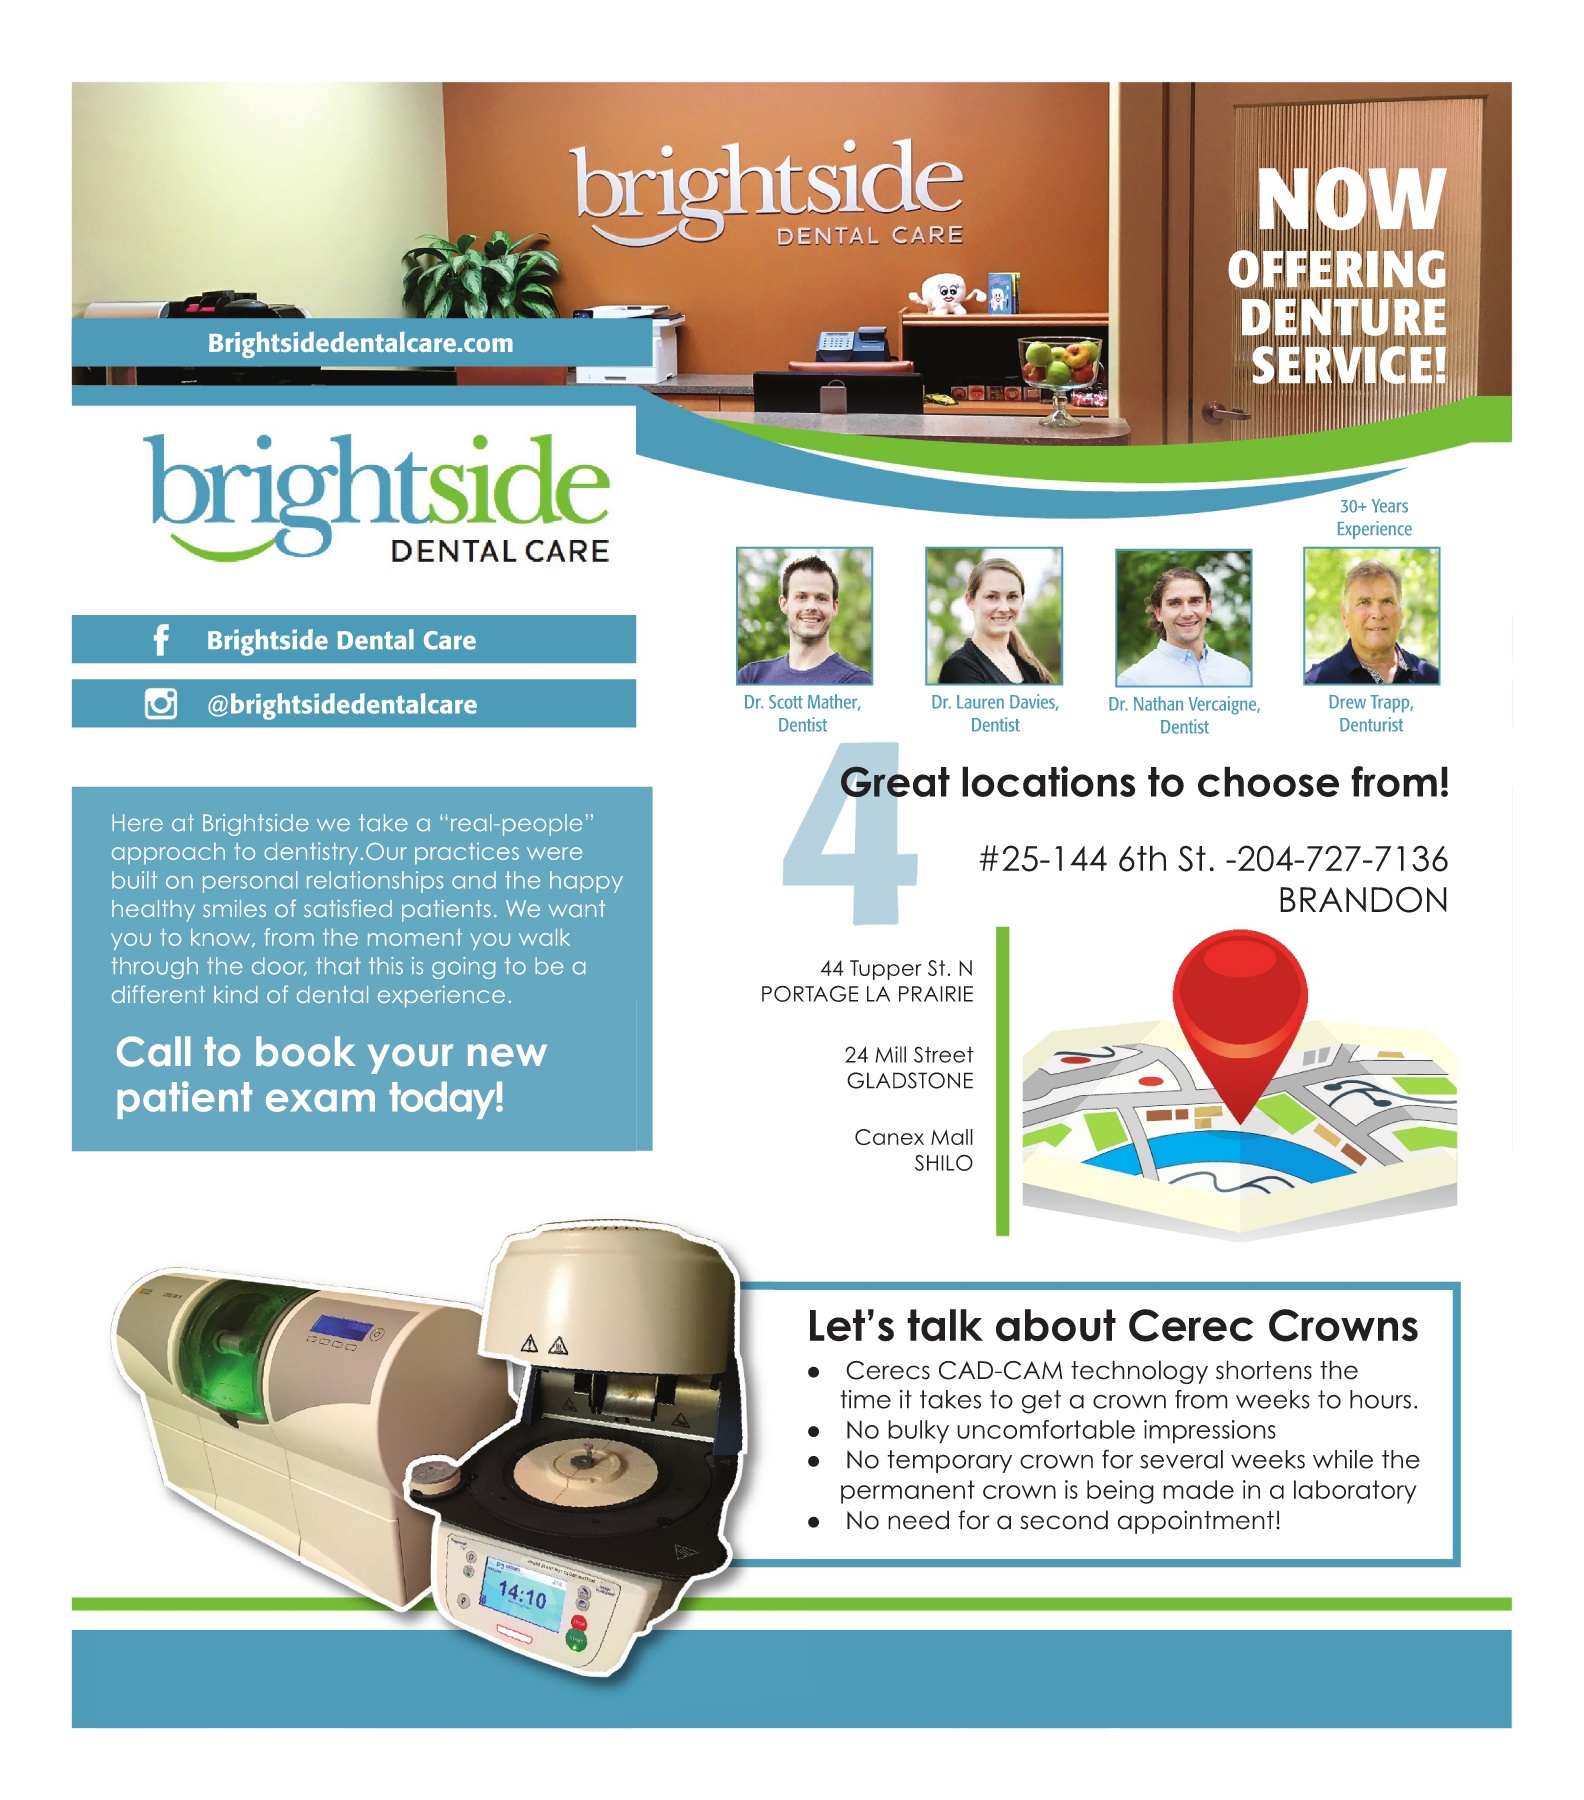 brightside
DENTAL CARE
NOW
OFFERING
DENTURE
SERVICE!
Brightsidedentalcare.com
brightside
DENTAL CARE
Brightside Dental Care
@brightsidedentalcare
30+ Years
Experience
Dr. Scott Mather,
Dentist
Dr. Lauren Davies,
Dentist
Dr. Nathan Vercaigne,
Dentist
Drew Trapp,
Denturist
Here at Brightside we take a “real-people”
approach to dentistry.Our practices were
built on personal relationships and the happy
healthy smiles of satisfied patients. We want
you to know, from the moment you walk
through the door, that this is going to be a
different kind of dental experience.
Call to book your new
patient exam today!
4 Great locations to choose from!
#25-144 6th St. -204-727-7136
BRANDON
44 Tupper St. N
PORTAGE LA PRAIRIE
24 Mill Street
GLADSTONE
Canex Mall
SHILO
Let’s talk about Cerec Crowns
● Cerecs CAD-CAM technology shortens the
time it takes to get a crown from weeks to hours.
● No bulky uncomfortable impressions
● No temporary crown for several weeks while the
permanent crown is being made in a laboratory
● No need for a second appointment!
14:10
STOP
START